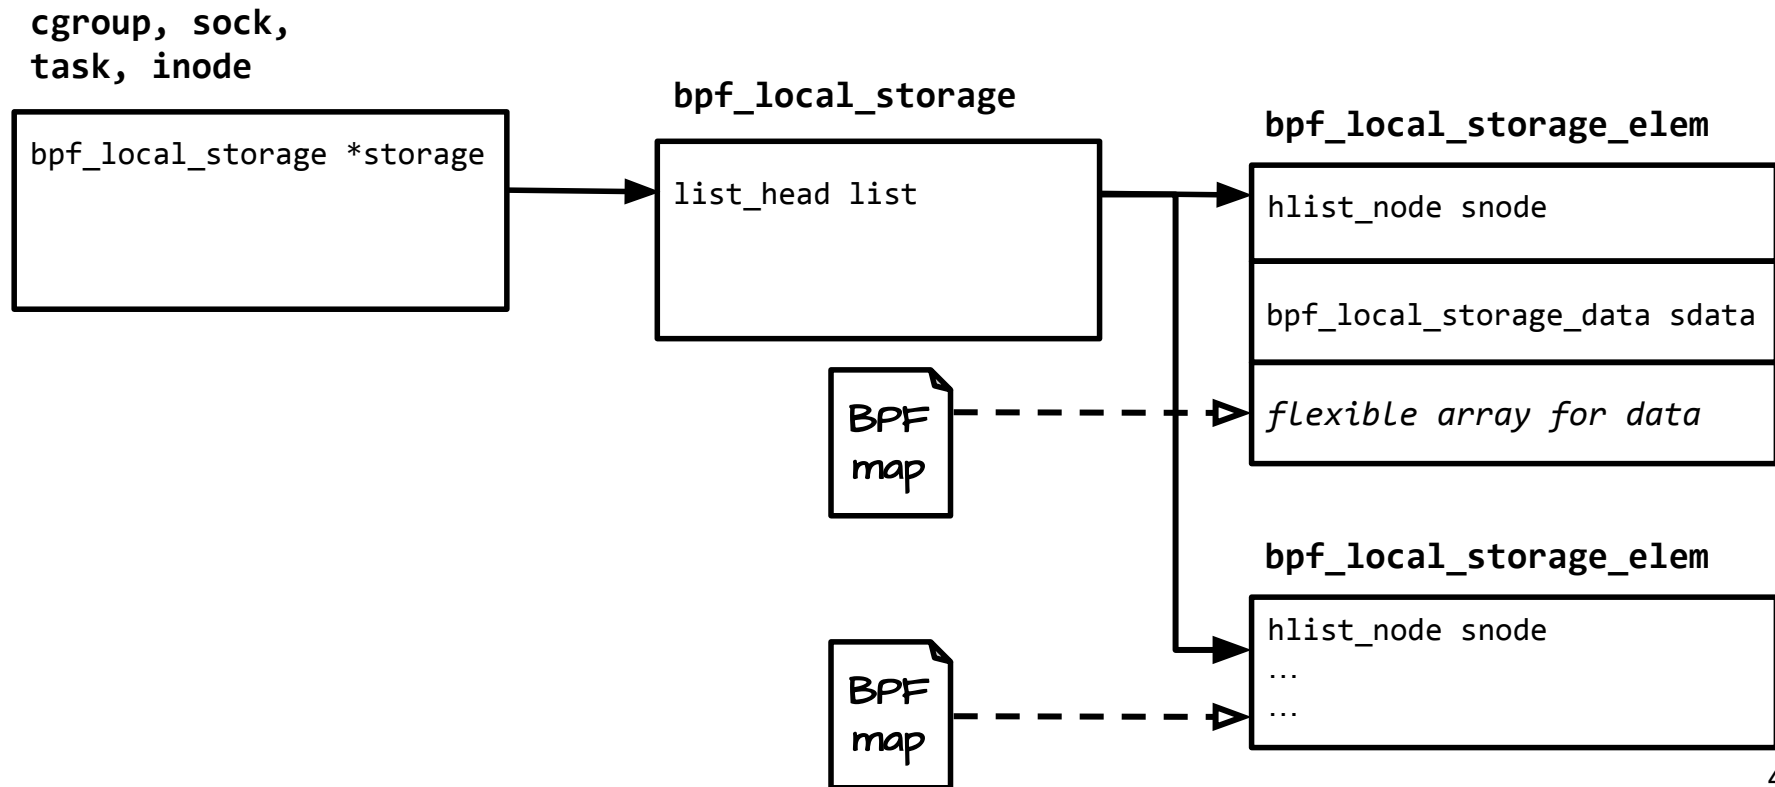 cgroup, sock,
task, inode
bpf_local_storage *storage
bpf_local_storage
list_head list
bpf_local_storage_elem
hlist_node snode
bpf_local_storage_data sdata
flexible array for data
BPF
map
bpf_local_storage_elem
hlist_node snode
...
...
BPF
map